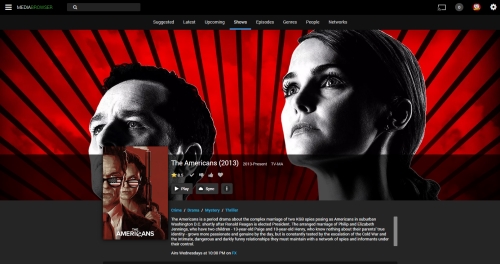 MEDIABROWSER
Suggested Latest Upcoming Shows Episodes Genres People Networks
The Americans (2013) 2013-Present TV-MA
8.1
Play Sync
THE AMERICANS
Crime / Drama / Mystery / Thriller
The Americans is a period drama about the complex marriage of two KGB spies posing as Americans in suburban
Washington D.C. shortly after Ronald Reagan is elected President. The arranged marriage of Philip and Elizabeth
Jennings, who have two children - 13-year-old Paige and 10-year-old Henry, who know nothing about their parents' true
identity - grows more passionate and genuine by the day, but is constantly tested by the escalation of the Cold War and
the intimate, dangerous and darkly funny relationships they must maintain with a network of spies and informants under
their control.
Airs Wednesdays at 10:00 PM on FX